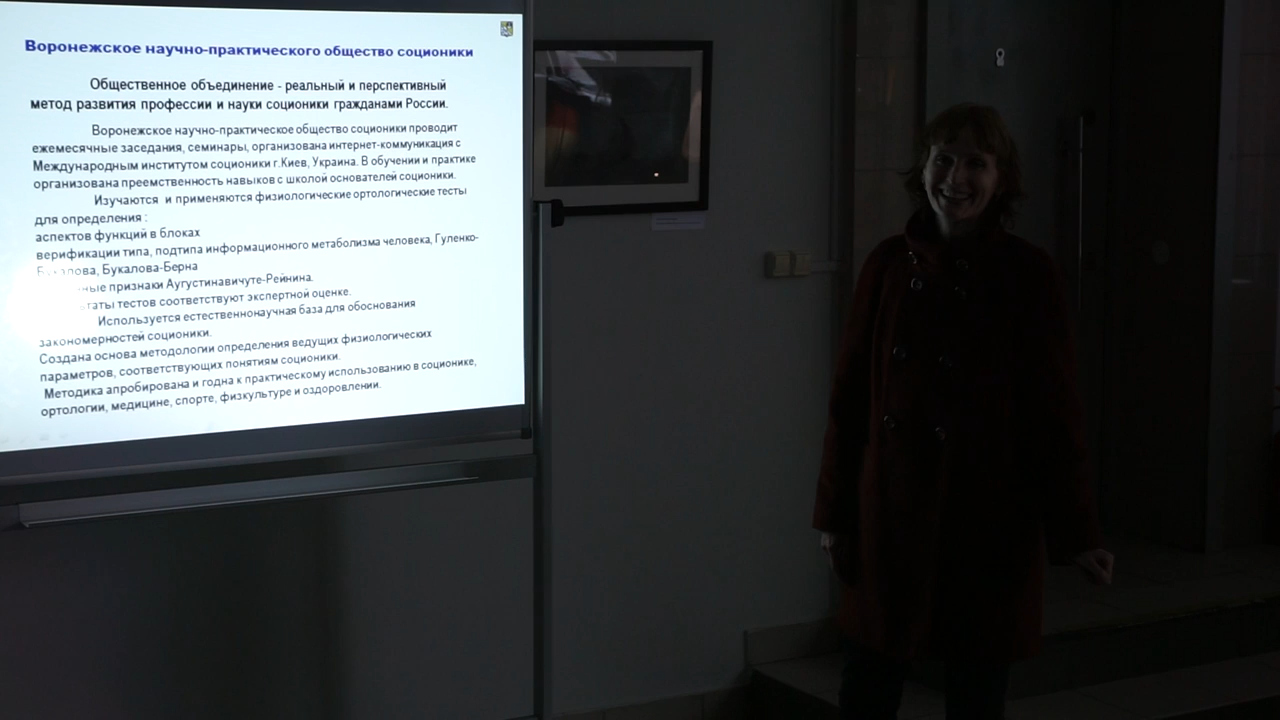 Воронежское научно-практического общество соционики
Общественное объединение - реальный и перспективный
метод развития профессии и науки соционики гражданами России.
Воронежское научно-практическое общество соционики проводит
ежемесячные заседания, семинары, организована интернет-коммуникация с
Международным институтом соционики г.Киев, Украина. В обучении и практике
организована преемственность навыков с школой основателей соционики.
Изучаются и применяются физиологические ортологические тесты
для определения :
аспектов функций в блоках
верификации типа, подтипа информационного метаболизма человека, Гуленко-
Букалова-Берна
признаки Аугустинавичуте-Рейнина.
тестов соответствуют экспертной оценке.
Используется естественнонаучная база для обоснования
закономерностей соционики.
Создана основа методологии определения ведущих физиологических
параметров, соответствующих понятиям соционики.
Методика апробирована и годна к практическому использованию в соционике,
ортологии, медицине, спорте, физкультуре и оздоровлении.